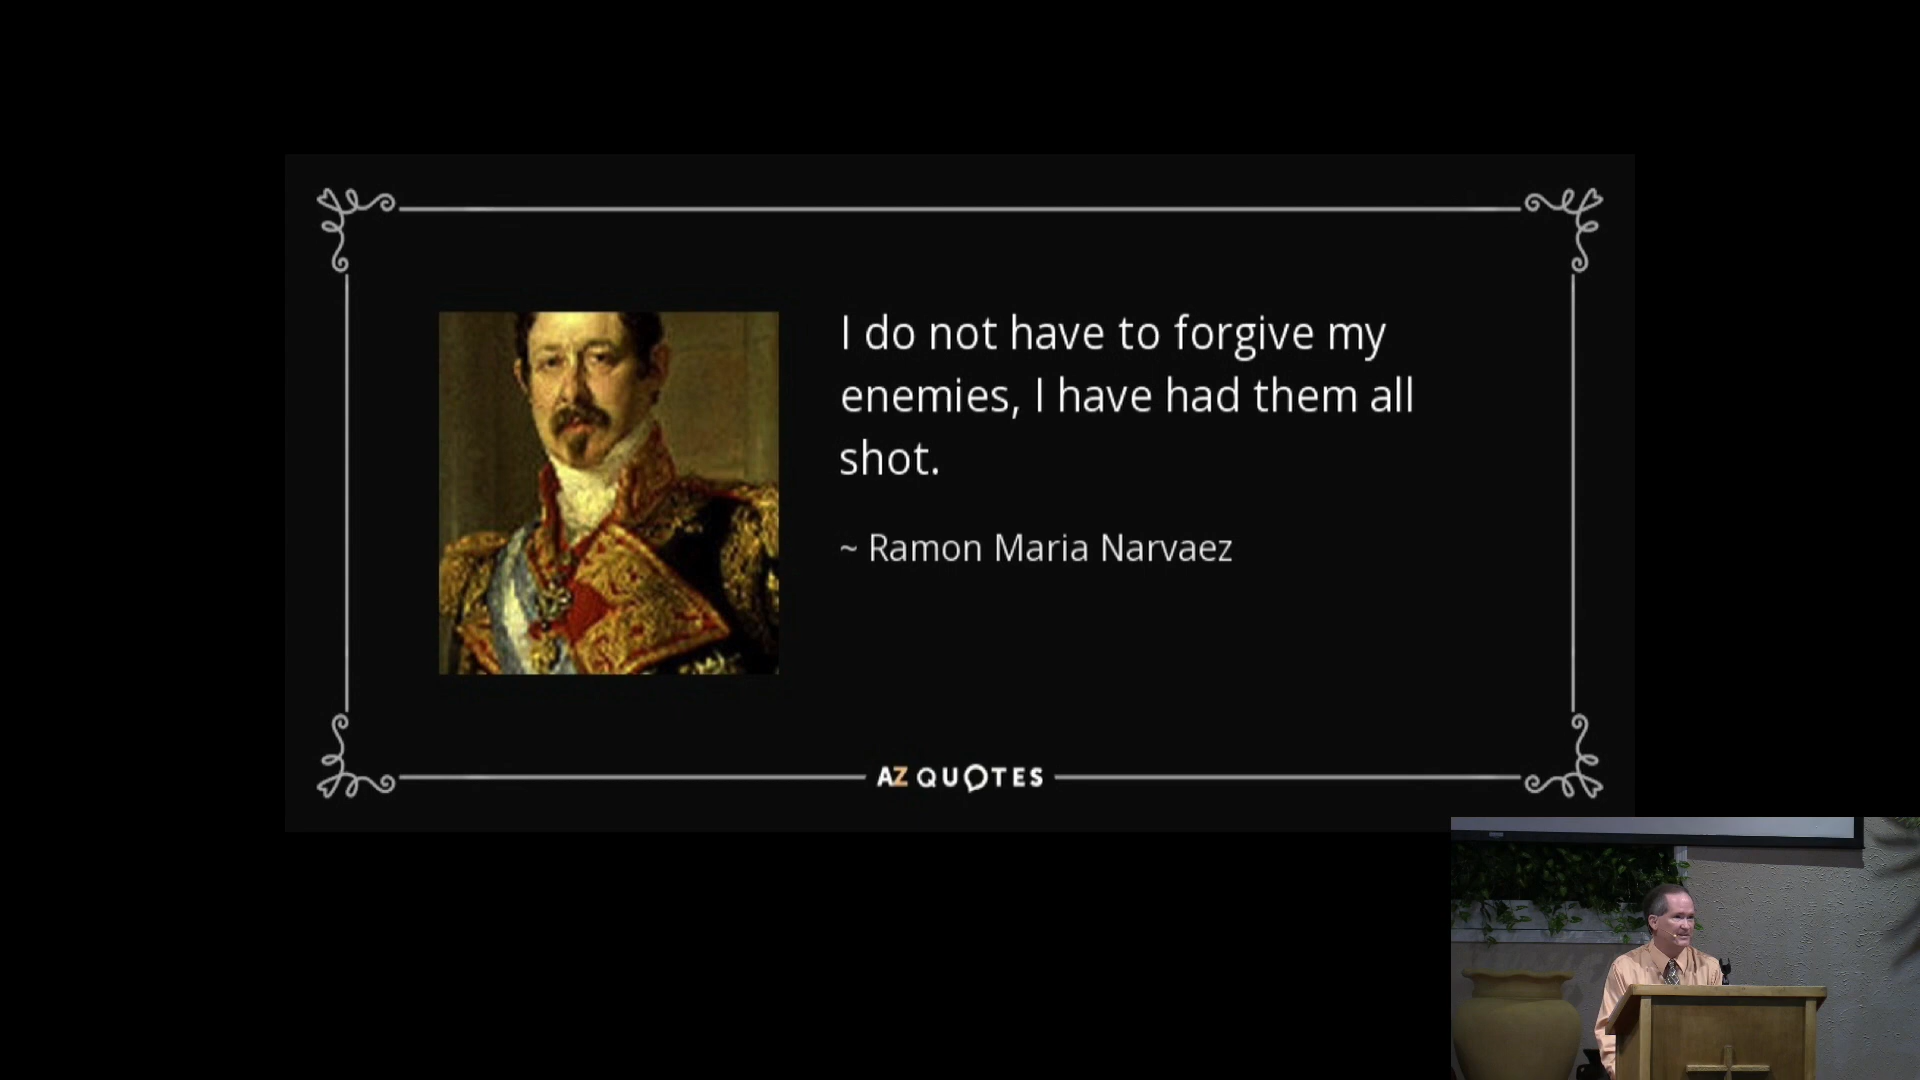 I do not have to forgive my
enemies, I have had them all
shot.
~ Ramon Maria Narvaez
AZ QUOTES